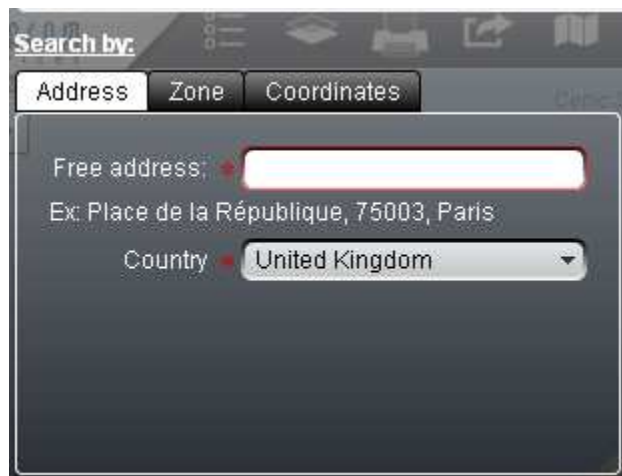 Search by:
Address Zone Coordinates
Free address:
Ex: Place de la République, 75003, Paris
Country United Kingdom